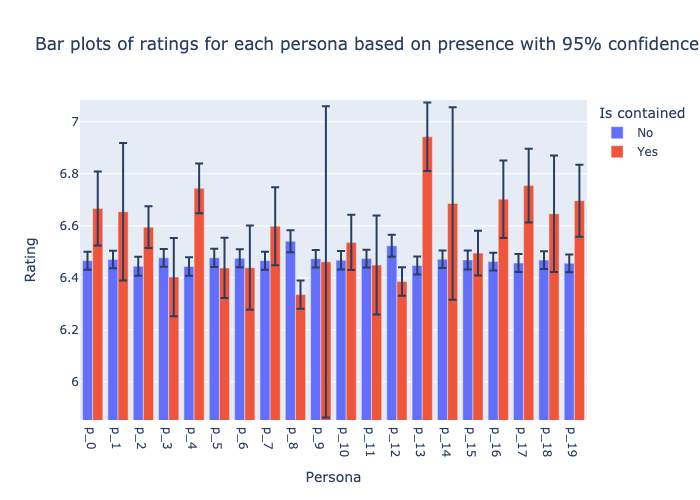 Bar plots of ratings for each persona based on presence with 95% confidence
Is contained
No
Yes
7
6.8
6.6
6.4
6.2
6
Rating
p_0
p_1
p_2
p_3
p_4
p_5
p_6
p_7
p_8
p_9
p_10
p_11
p_12
p_13
p_14
p_15
p_16
p_17
p_18
p_19
Persona